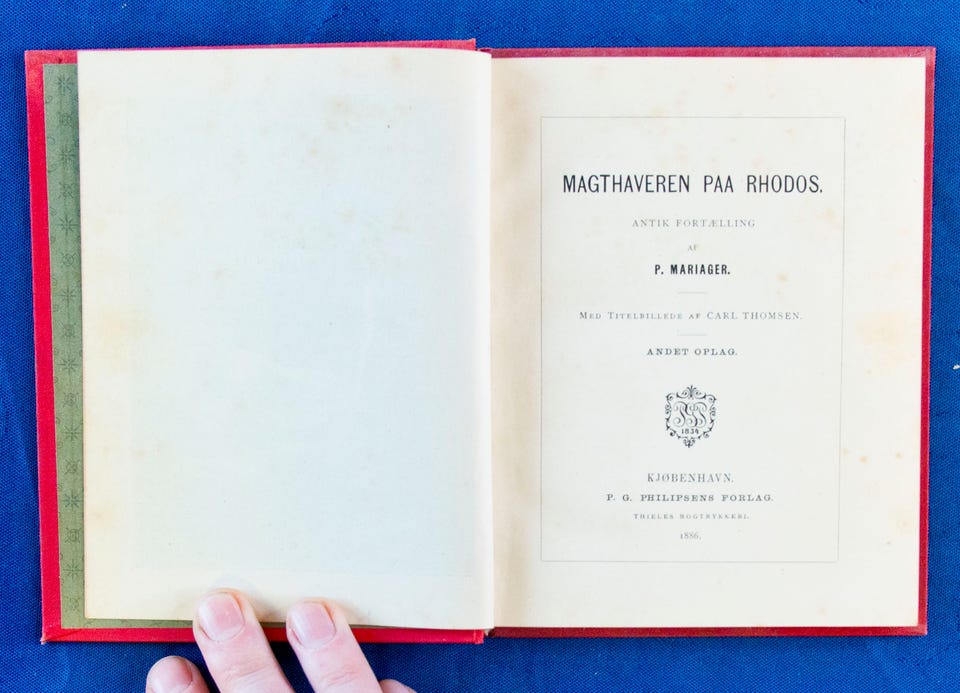 MAGTHAVEREN PAA RHODOS.
ANTIK FORTÆLLING
AF
P. MARIAGER.
MED TITELBILLEDE AF CARL THOMSEN.
ANDET OPLAG.
1834
KJØBENHAVN.
P. G. PHILIPSENS FORLAG.
THIELES BOGTRYKKERI.
1886.